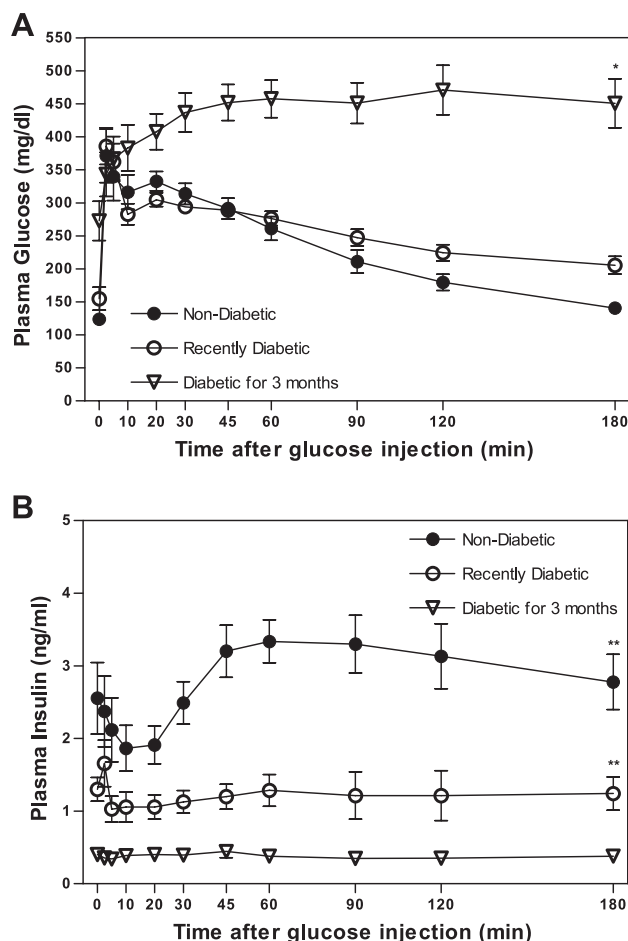 A
550
500
450
400
350
300
250
200
150
100
50
0
Plasma Glucose (mg/dl)
*
Non-Diabetic
Recently Diabetic
Diabetic for 3 months
0 10 20 30 45 60 90 120 180
Time after glucose injection (min)
B
5
4
3
2
1
0
Plasma Insulin (ng/ml)
Non-Diabetic
Recently Diabetic
Diabetic for 3 months
**
**
0 10 20 30 45 60 90 120 180
Time after glucose injection (min)